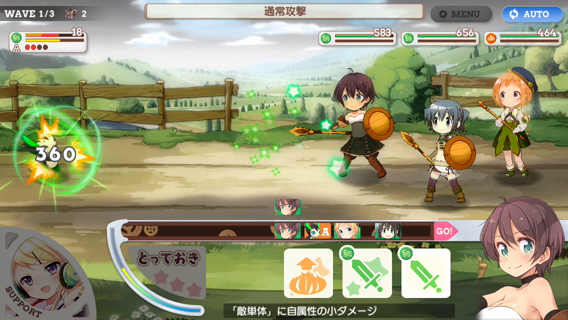 WAVE 1/3 2
通常攻撃
MENU
AUTO
18
A
583
656
464
360
A
GO!
SUPPORT
とっておき
「敵単体」に自属性の小ダメージ